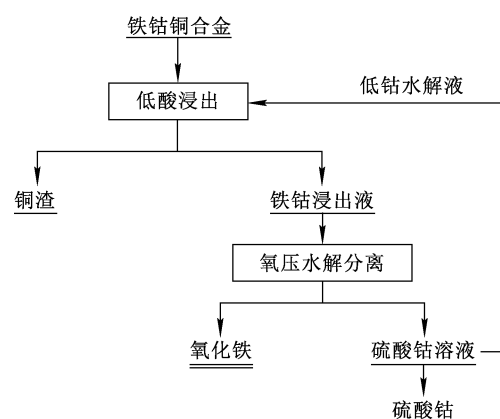 铁钴铜合金
低酸浸出
低钴水解液
铜渣
铁钴浸出液
氧压水解分离
氧化铁
硫酸钴溶液
硫酸钴